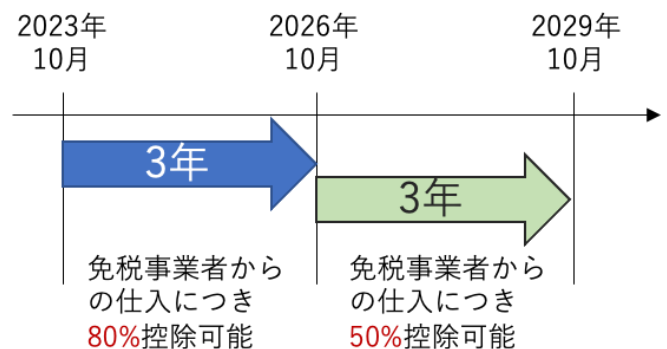 2023年
10月
2026年
10月
2029年
10月
3年
3年
免税事業者から
の仕入につき
80%控除可能
免税事業者から
の仕入につき
50%控除可能